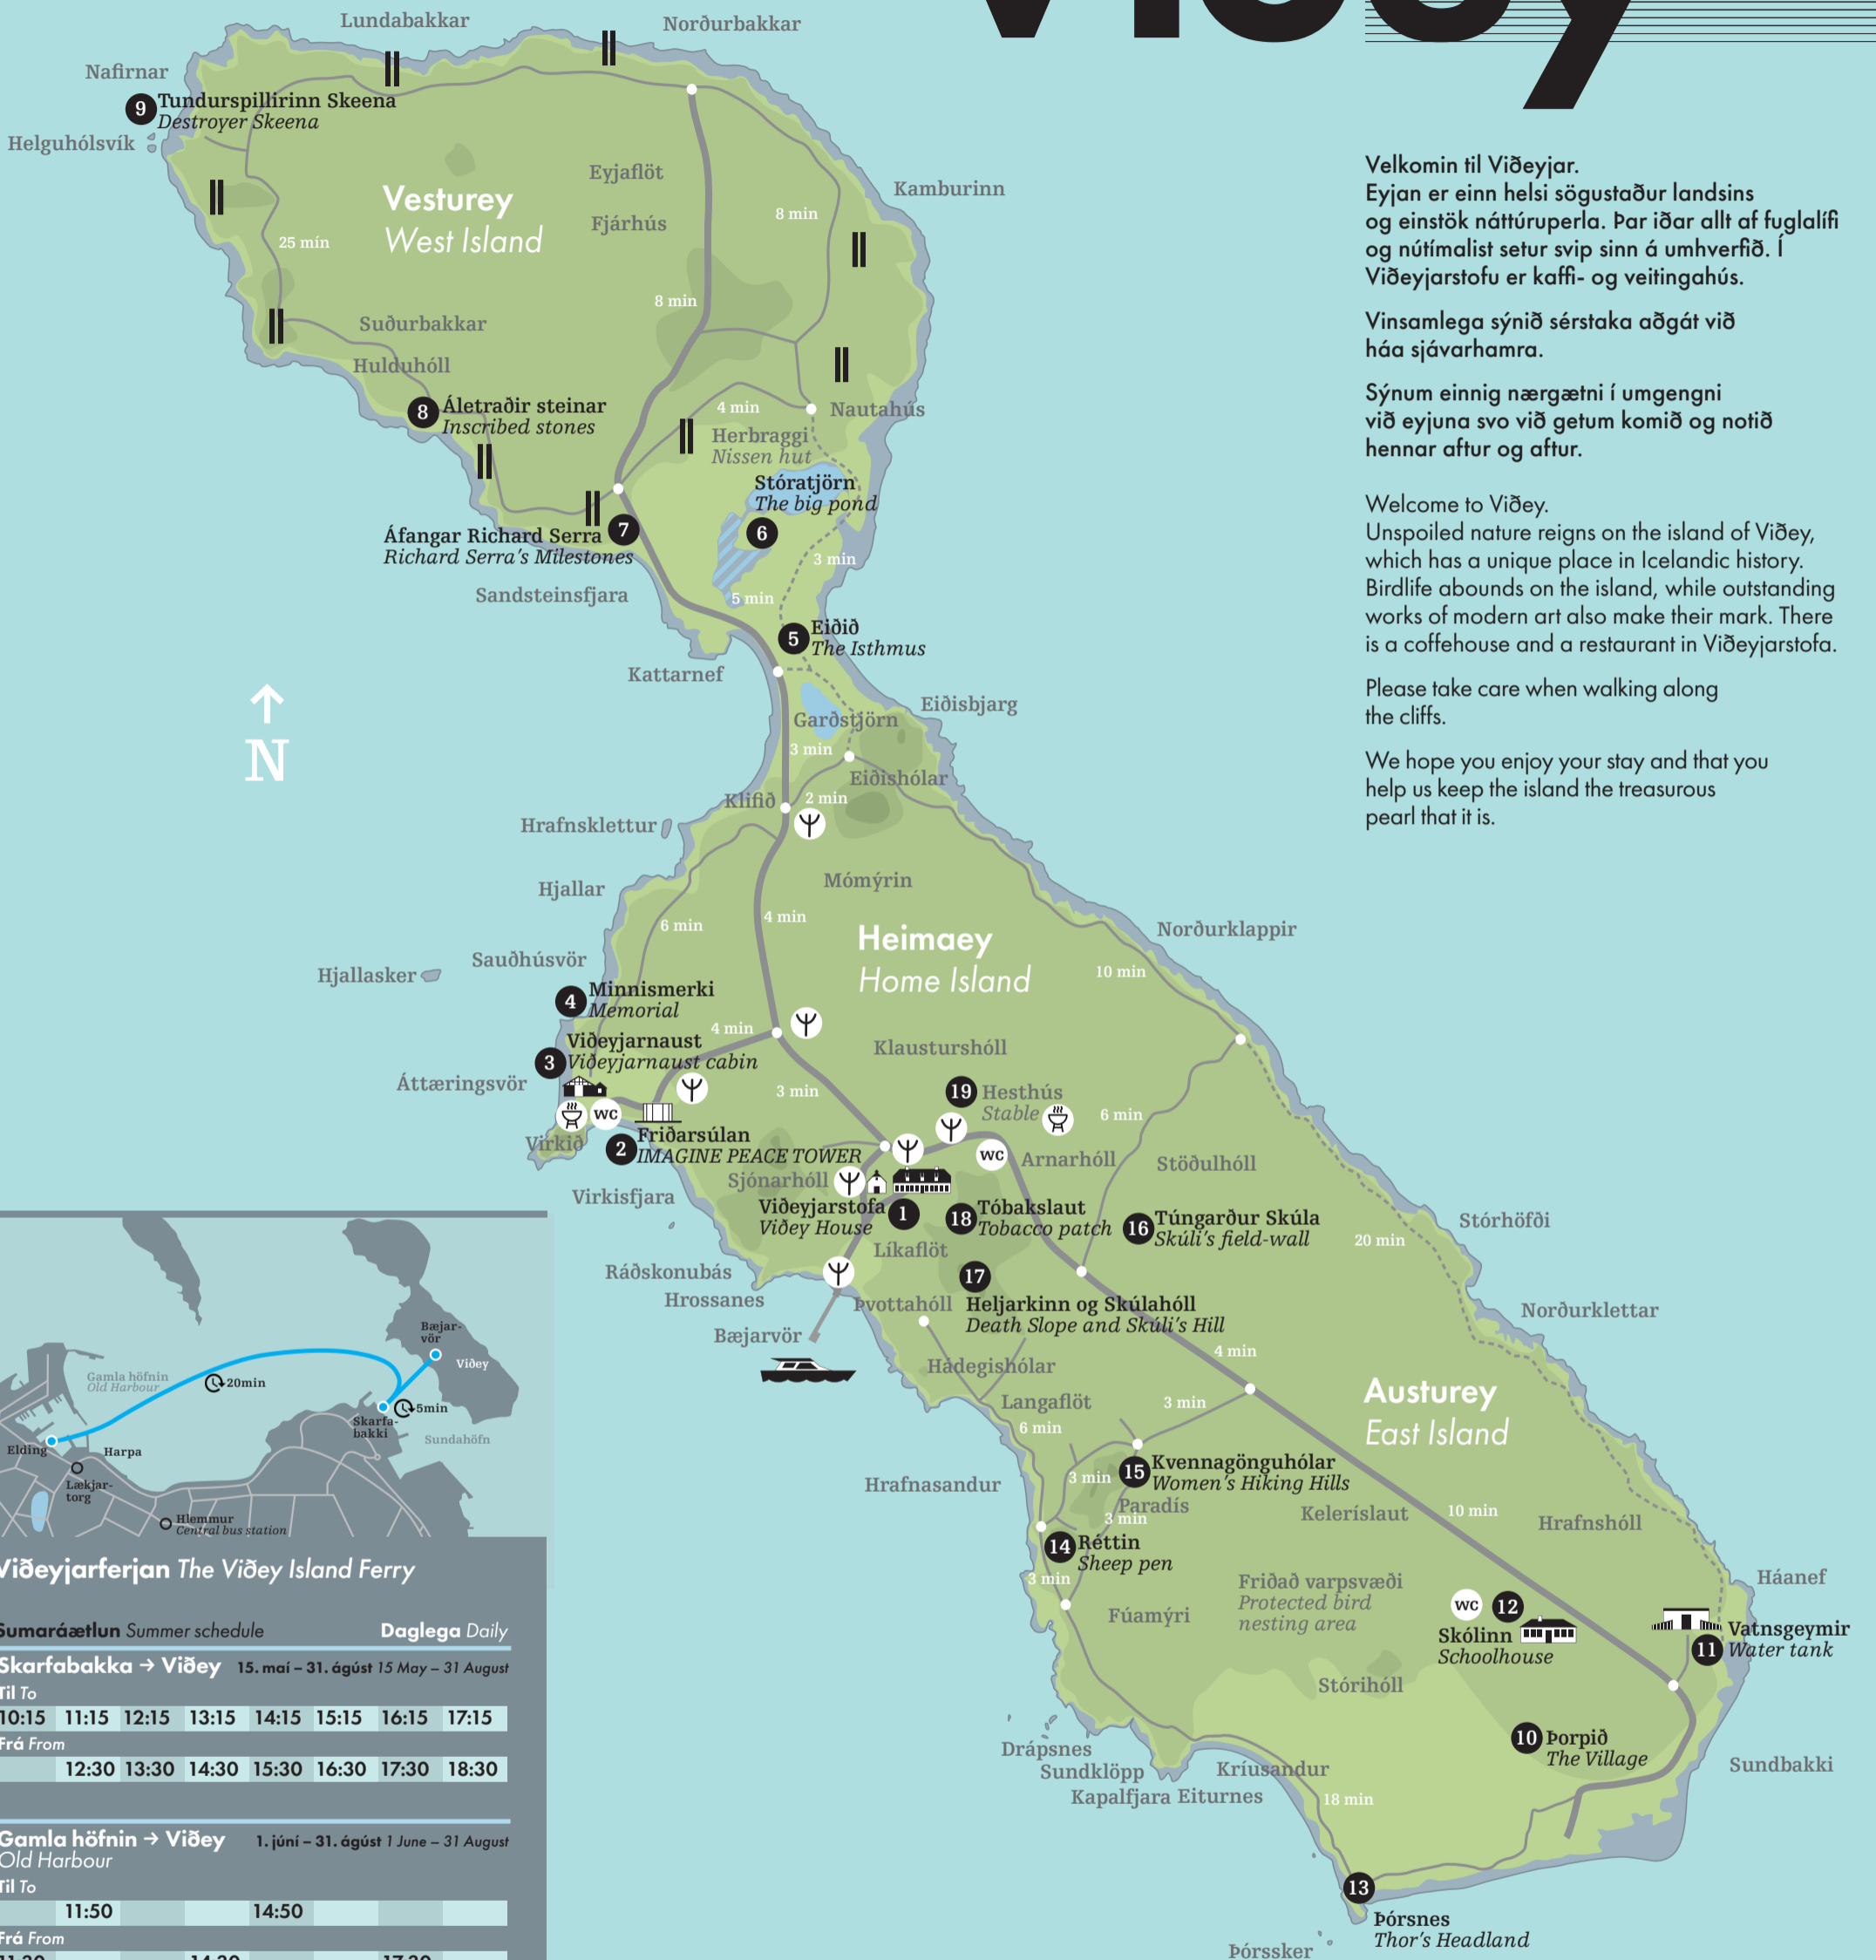 Viðey
Velkomin til Viðeyjar.
Eyjan er einn helsi sögustaður landsins
og einstök náttúruperla. Þar iðar allt af fuglalífi
og nútímalist setur svip sinn á umhverfið. Í
Viðeyjarstofu er kaffi- og veitingahús.
Vinsamlega sýnið sérstaka aðgát við
háa sjávarhamra.
Sýnum einnig nærgætni í umgengni
við eyjuna svo við getum komið og notið
hennar aftur og aftur.
Welcome to Viðey.
Unspoiled nature reigns on the island of Viðey,
which has a unique place in Icelandic history.
Birdlife abounds on the island, while outstanding
works of modern art also make their mark. There
is a coffehouse and a restaurant in Viðeyjarstofa.
Please take care when walking along
the cliffs.
We hope you enjoy your stay and that you
help us keep the island the treasurous
pearl that it is.
Lundabakkar
Norðurbakkar
Nafirnar
9 Tundurspillirinn Skeena
Destroyer Skeena
Helguhólsvík
Eyjaflöt
Kamburinn
Vesturey
West Island
8 min
Fjárhús
25 mín
8 min
Suðurbakkar
Hulduhóll
8 Áletraðir steinar
Inscribed stones
4 min
Nautahús
Herbraggi
Nissen hut
Stóratjörn
The big pond
6
Áfangar Richard Serra 7
Richard Serra's Milestones
3 min
Sandsteinsfjara
5 min
5 Eiðið
The Isthmus
Kattarnef
N
Eiðisbjarg
Garðstjörn
3 min
Eiðishólar
Klifið
2 min
Hrafnsklettur
Hjallar
Mómýrin
6 min
4 min
Heimaey
Home Island
Norðurklappir
Sauðhúsvör
Hjallasker
10 min
4 Minnismerki
Memorial
4 min
3 Viðeyjarnaust
Viðeyjarnaust cabin
Klausturshóll
Áttæringsvör
3 min
19 Hesthús
Stable
6 min
wc
Virkið
2 Friðarsúlan
IMAGINE PEACE TOWER
wc
Arnarhóll
Stöðulhóll
Sjónarhóll
Virkisfjara
Viðeyjarstofa 1
Viðey House
18 Tóbakslaut
Tobacco patch
16 Túngarður Skúla
Skúli's field-wall
Stórhöfði
20 min
Líkaflöt
Ráðskonubás
17
Hrossanes
Þvottahóll
Heljarkinn og Skúlahóll
Death Slope and Skúli's Hill
Norðurklettar
Bæjarvör
4 min
Hádegishólar
Austurey
East Island
Langaflöt
3 min
6 min
15 Kvennagönguhólar
Women's Hiking Hills
3 min
Hrafnasandur
Paradís
3 min
Keleríslaut
10 min
Hrafnshóll
14 Réttin
Sheep pen
3 min
Friðað varpsvæði
Protected bird
nesting area
Háanef
Fúamýri
wc
12
Skólinn
Schoolhouse
Vatnsgeymir
11 Water tank
Stórihóll
10 Þorpið
The Village
Drápsnes
Sundklöpp
Kríusandur
Sundbakki
Kapalfjara
Eiturnes
18 min
13
Þórsnes
Thor's Headland
Þórssker
Bæjar-
vör
Viðey
Gamla höfnin
Old Harbour
20min
5min
Skarfa-
bakki
Sundahöfn
Elding
Harpa
Lækjar-
torg
Hlemmur
Central bus station
Viðeyjarferjan The Viðey Island Ferry
Sumaráætlun Summer schedule Daglega Daily
Skarfabakka → Viðey 15. maí – 31. ágúst 15 May – 31 August
Til To
10:15 11:15 12:15 13:15 14:15 15:15 16:15 17:15
Frá From
12:30 13:30 14:30 15:30 16:30 17:30 18:30
Gamla höfnin → Viðey 1. júní – 31. ágúst 1 June – 31 August
Old Harbour
Til To
11:50 14:50
Frá From
14:30 17:30